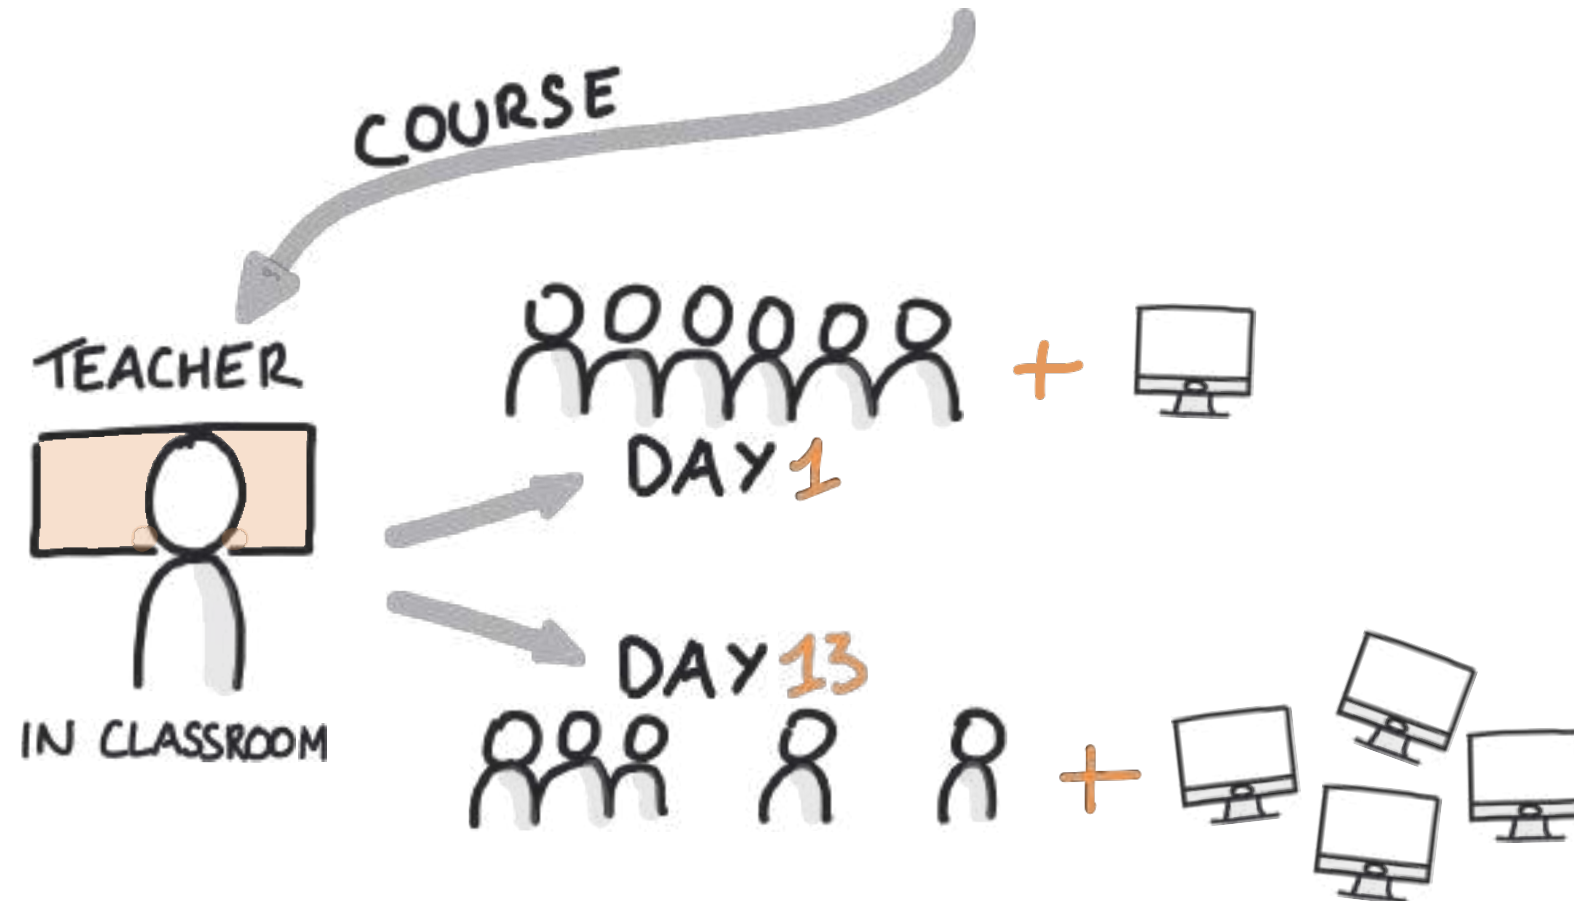 COURSE
TEACHER
DAY 1
DAY 13
IN CLASSROOM